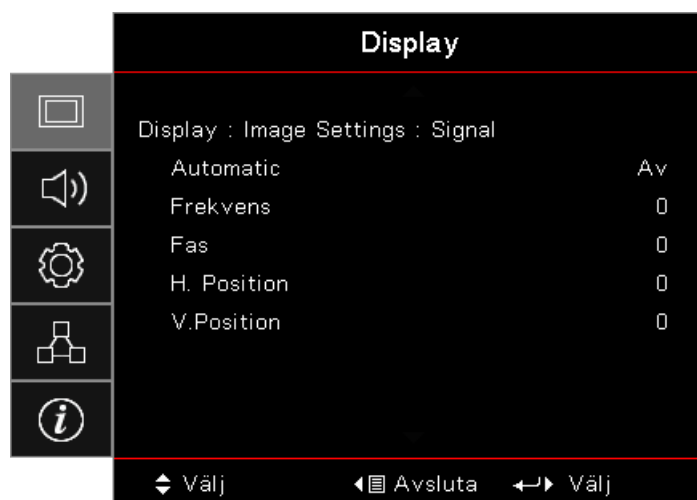 Display
Display : Image Settings : Signal
Automatic Av
Frekvens 0
Fas 0
H. Position 0
V.Position 0
Välj Avsluta Välj